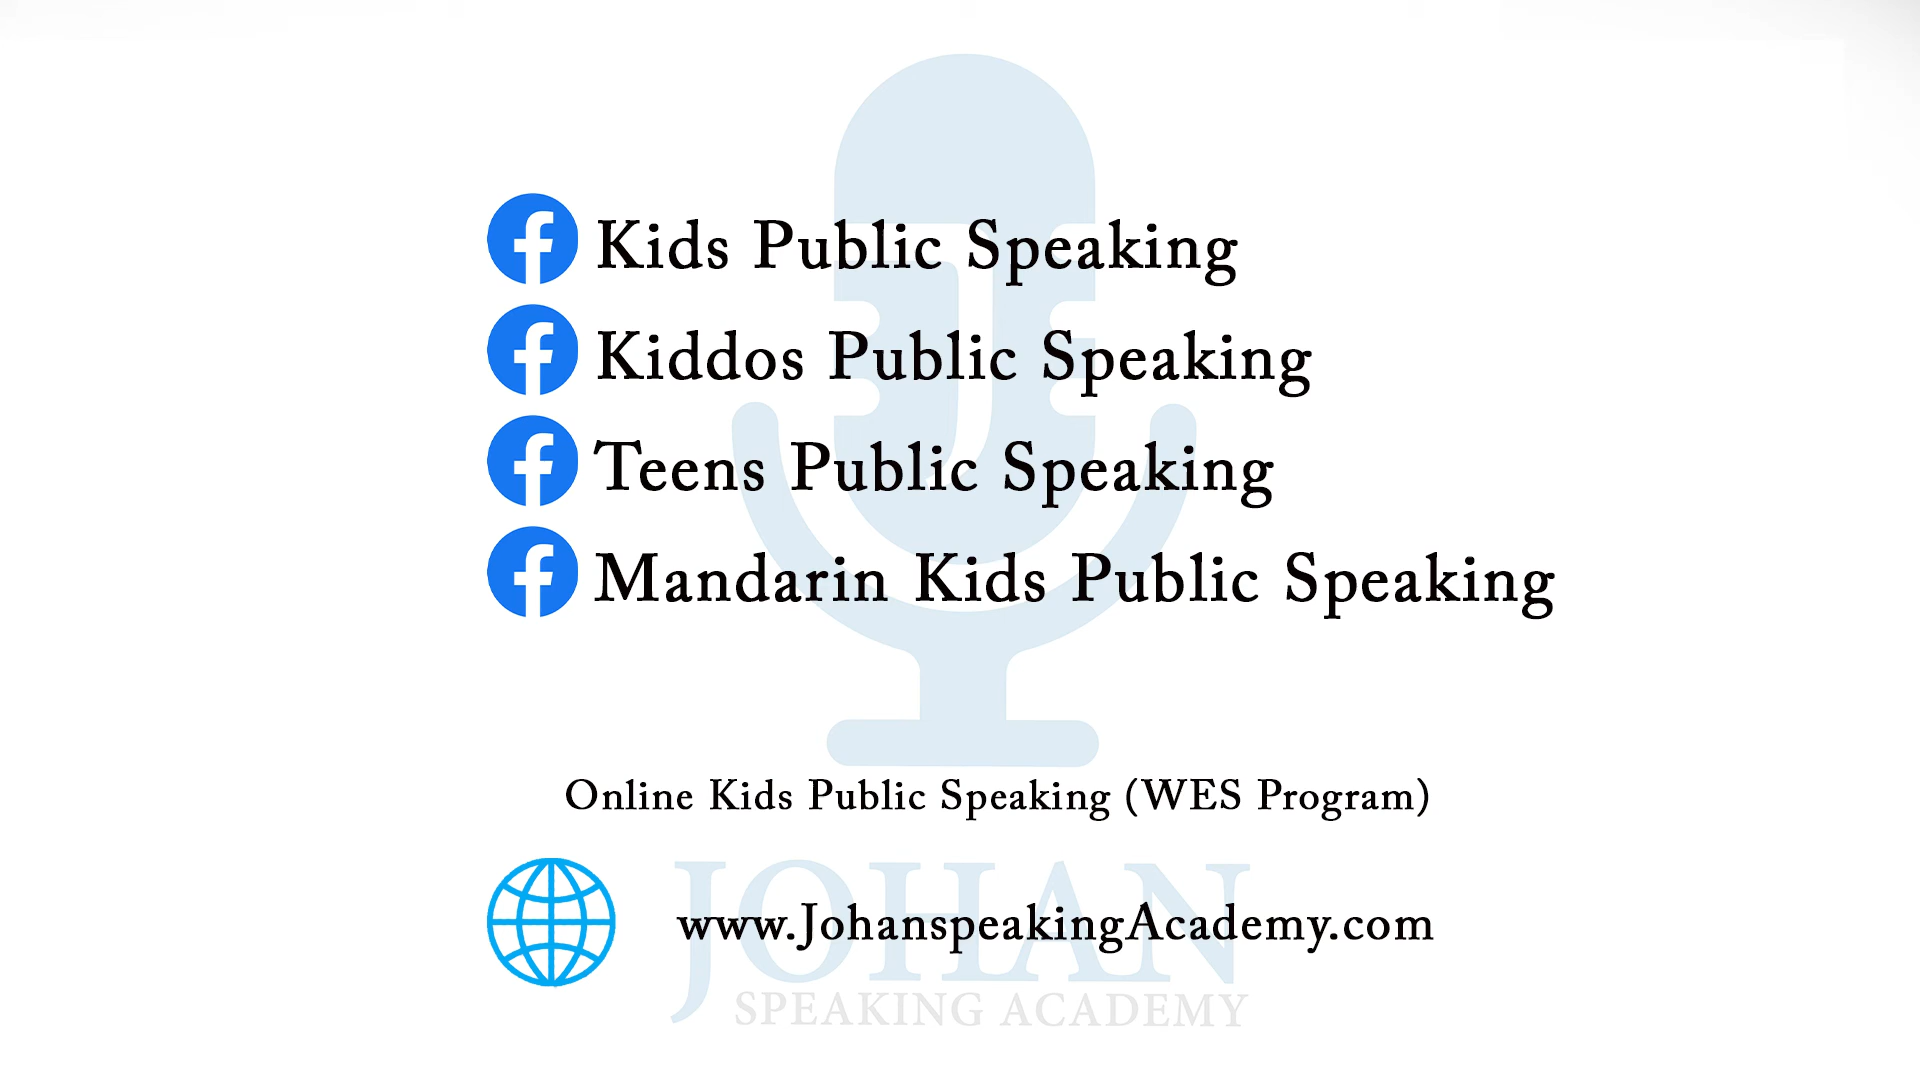 Kids Public Speaking
Kiddos Public Speaking
Teens Public Speaking
Mandarin Kids Public Speaking
Online Kids Public Speaking (WES Program)
www.JohanspeakingAcademy.com
JOHAN
SPEAKING ACADEMY